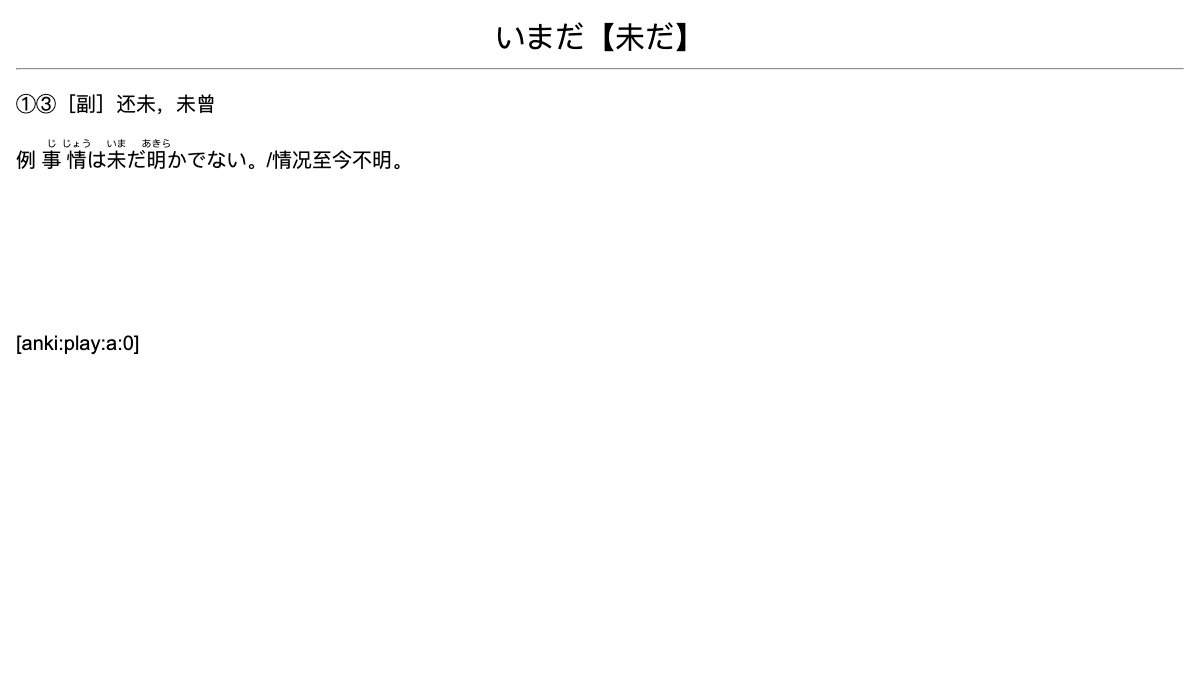 いまだ【未だ】
①③［副］还未，未曾
じ じょう いま あきら
例 事情は未だ明かでない。/情况至今不明。
[anki:play:a:0]